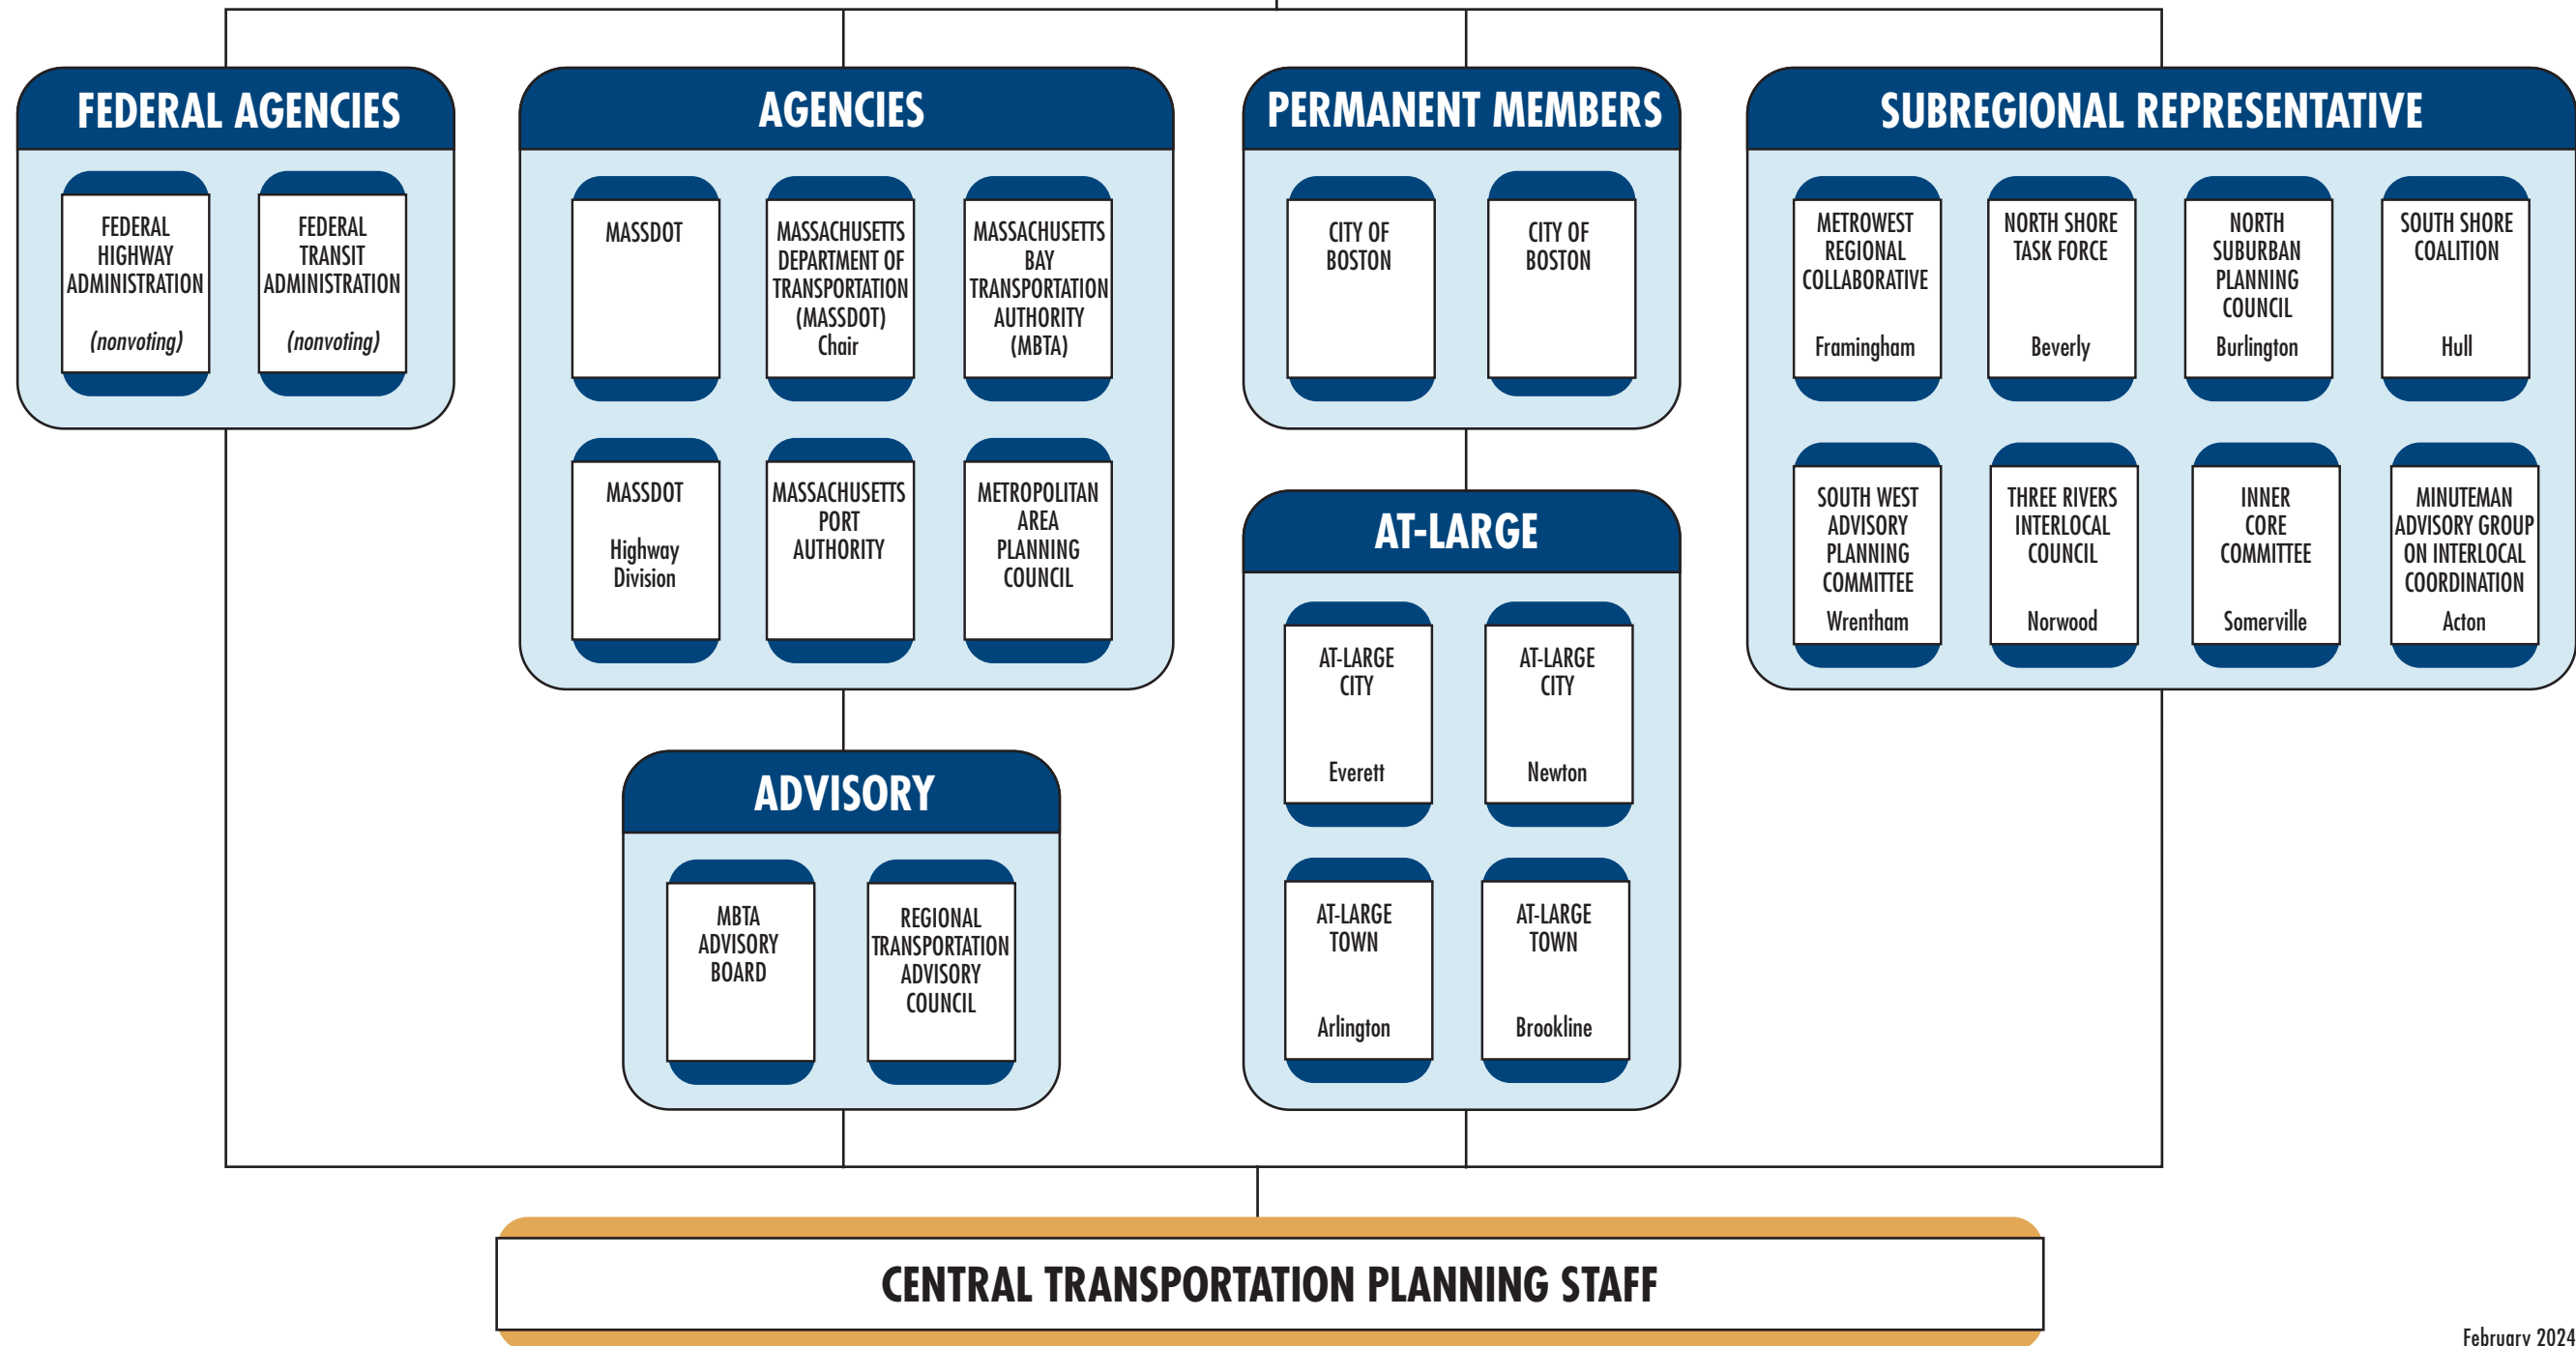 FEDERAL AGENCIES
FEDERAL
HIGHWAY
ADMINISTRATION
(nonvoting)
FEDERAL
TRANSIT
ADMINISTRATION
(nonvoting)
AGENCIES
MASSDOT
MASSACHUSETTS
DEPARTMENT OF
TRANSPORTATION
(MASSDOT)
Chair
MASSACHUSETTS
BAY
TRANSPORTATION
AUTHORITY
(MBTA)
MASSDOT
Highway
Division
MASSACHUSETTS
PORT
AUTHORITY
METROPOLITAN
AREA
PLANNING
COUNCIL
ADVISORY
MBTA
ADVISORY
BOARD
REGIONAL
TRANSPORTATION
ADVISORY
COUNCIL
PERMANENT MEMBERS
CITY OF
BOSTON
CITY OF
BOSTON
AT-LARGE
AT-LARGE
CITY
Everett
AT-LARGE
CITY
Newton
AT-LARGE
TOWN
Arlington
AT-LARGE
TOWN
Brookline
SUBREGIONAL REPRESENTATIVE
METROWEST
REGIONAL
COLLABORATIVE
Framingham
NORTH SHORE
TASK FORCE
Beverly
NORTH
SUBURBAN
PLANNING
COUNCIL
Burlington
SOUTH SHORE
COALITION
Hull
SOUTH WEST
ADVISORY
PLANNING
COMMITTEE
Wrentham
THREE RIVERS
INTERLOCAL
COUNCIL
Norwood
INNER
CORE
COMMITTEE
Somerville
MINUTEMAN
ADVISORY GROUP
ON INTERLOCAL
COORDINATION
Acton
CENTRAL TRANSPORTATION PLANNING STAFF
February 2024